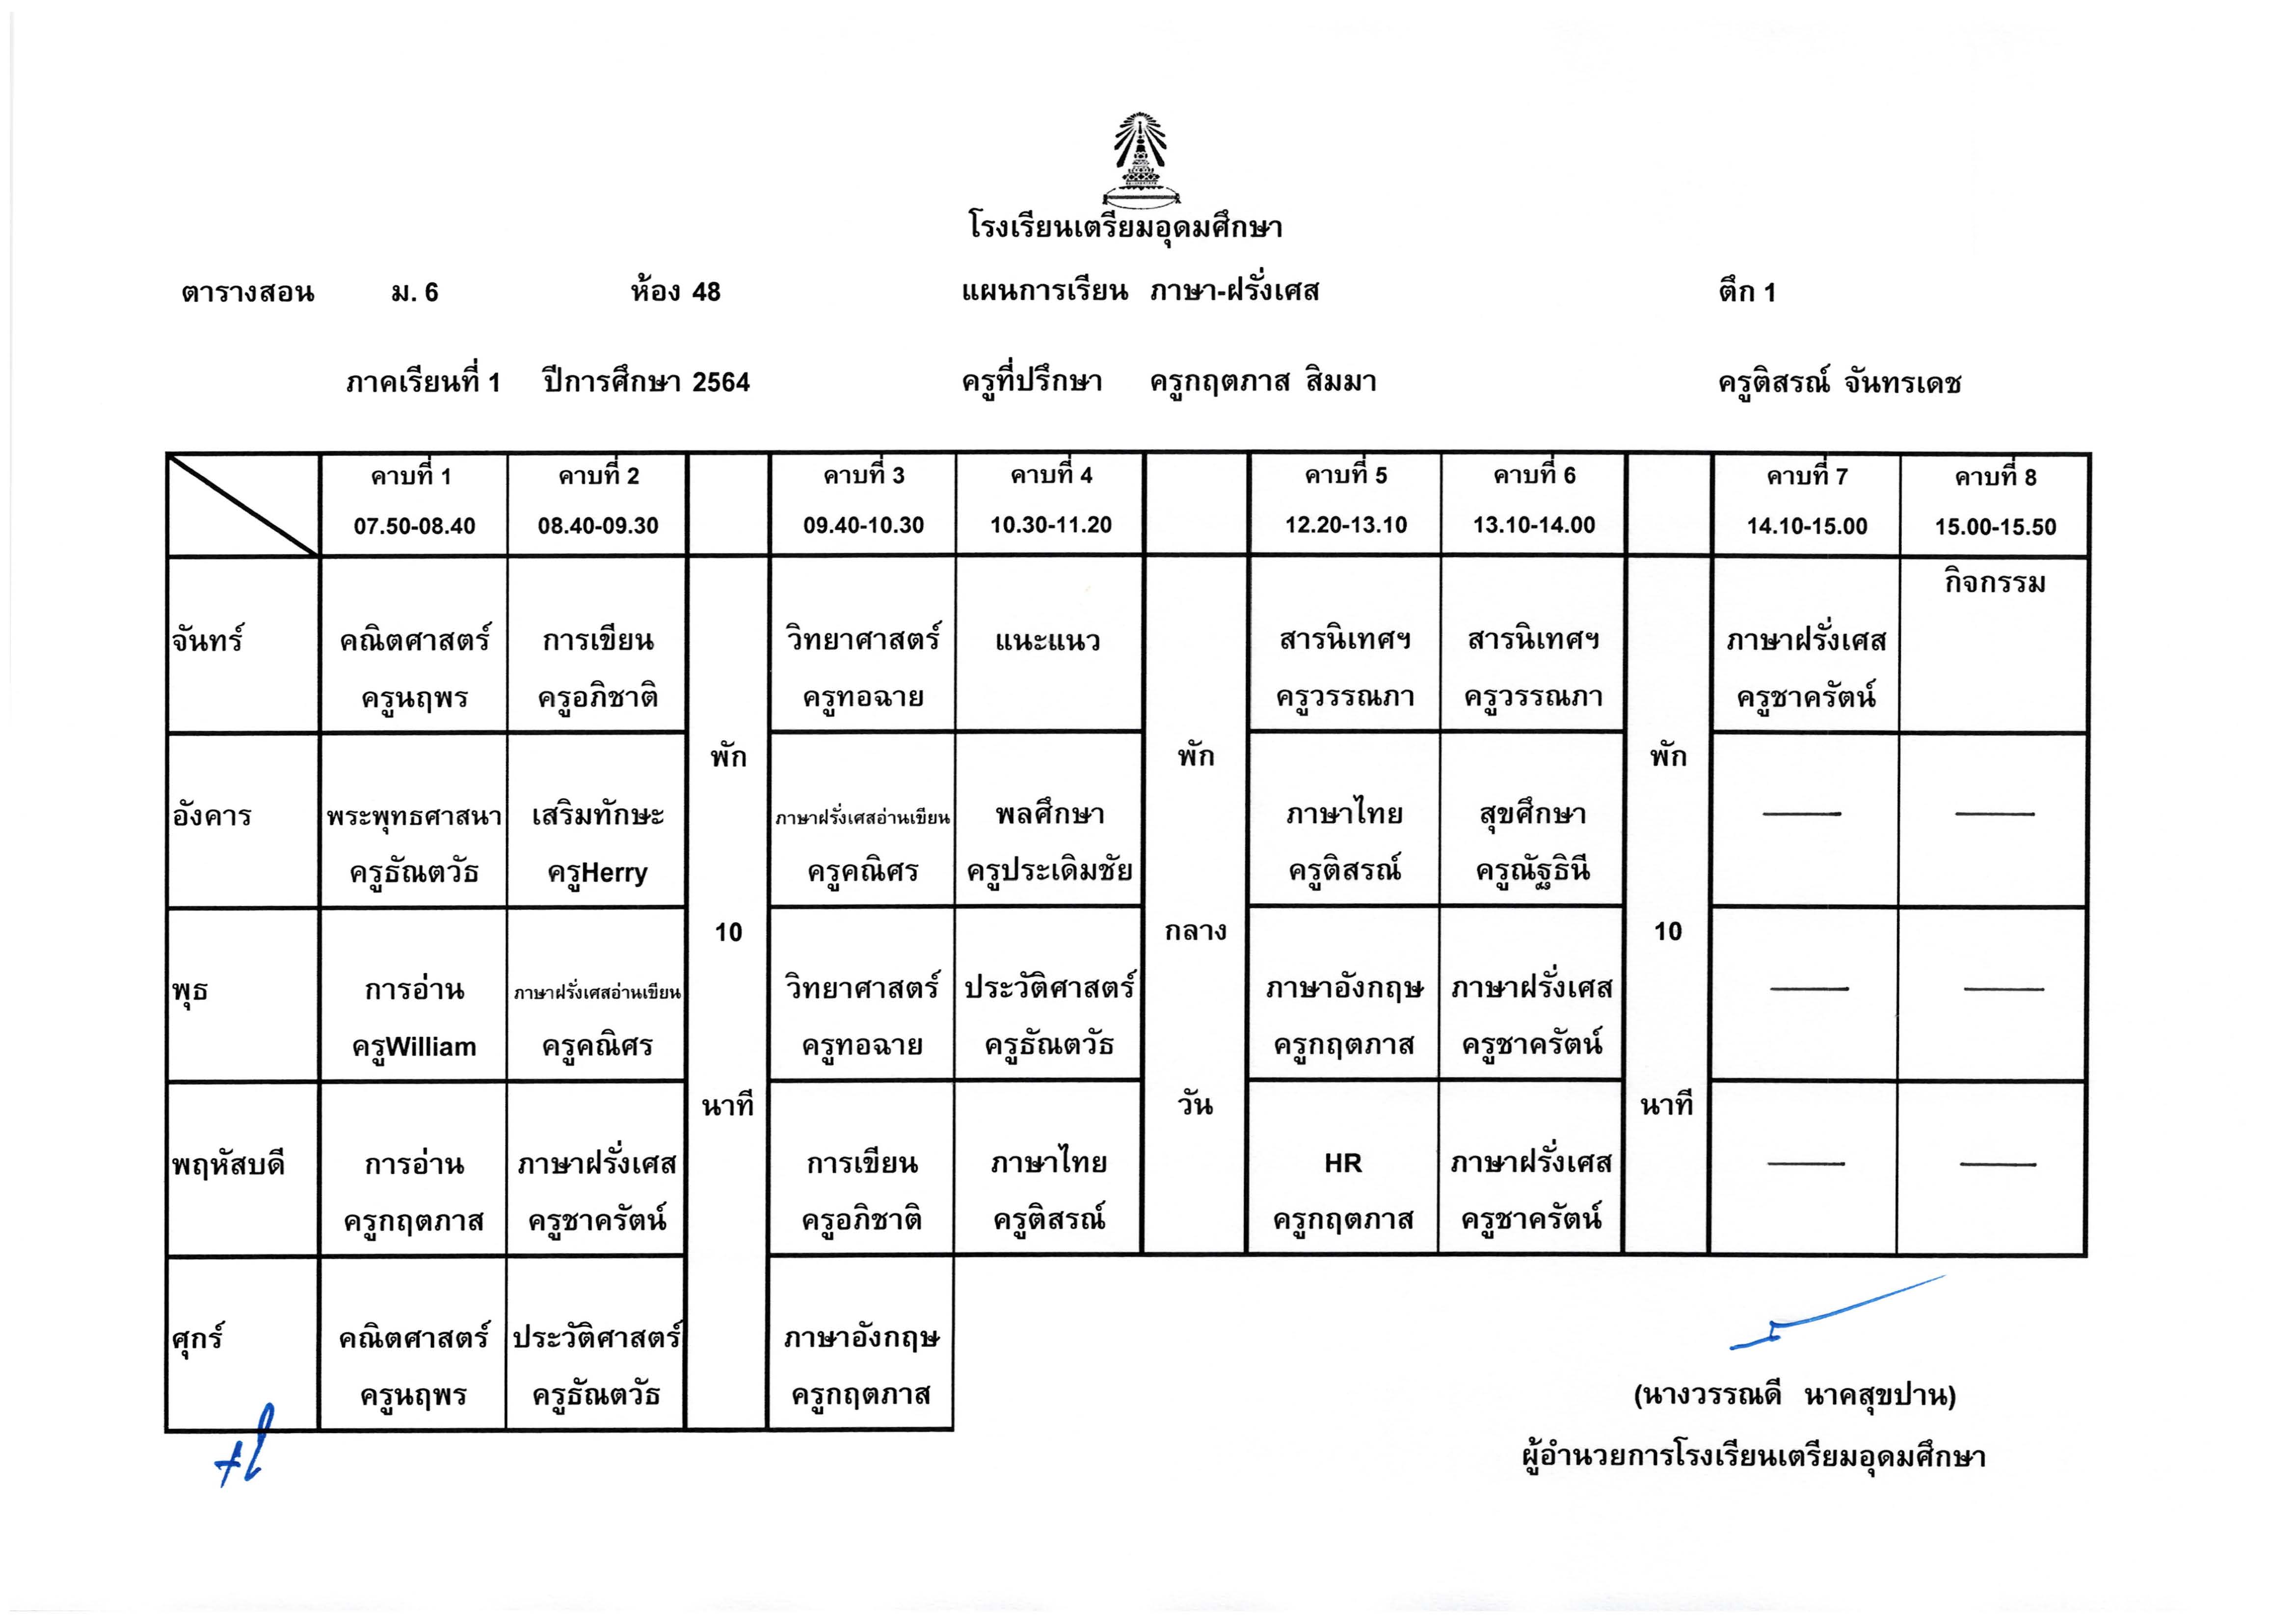 โรงเรียนเตรียมอุดมศึกษา
ตารางสอน ม. 6 ห้อง 48 แผนการเรียน ภาษา-ฝรั่งเศส ตึก 1
ภาคเรียนที่ 1 ปีการศึกษา 2564 ครูที่ปรึกษา ครูกฤตภาส สิมมา ครูติสรณ์ จันทรเดช
คาบที่ 1 คาบที่ 2 คาบที่ 3 คาบที่ 4 คาบที่ 5 คาบที่ 6 คาบที่ 7 คาบที่ 8
07.50-08.40 08.40-09.30 09.40-10.30 10.30-11.20 12.20-13.10 13.10-14.00 14.10-15.00 15.00-15.50
กิจกรรม
จันทร์ คณิตศาสตร์ การเขียน วิทยาศาสตร์ แนะแนว สารนิเทศฯ สารนิเทศฯ ภาษาฝรั่งเศส
ครูนฤพร ครูอภิชาติ ครูทอฉาย ครูวรรณภา ครูวรรณภา ครูชาครัตน์
พัก พัก พัก
อังคาร พระพุทธศาสนา เสริมทักษะ ภาษาฝรั่งเศสอ่านเขียน พลศึกษา ภาษาไทย สุขศึกษา
ครูธัณตวัธ ครูHerry ครูคณิศร ครูประเดิมชัย ครูติสรณ์ ครูณัฐธินี
10 กลาง 10
พุธ การอ่าน ภาษาฝรั่งเศสอ่านเขียน วิทยาศาสตร์ ประวัติศาสตร์ ภาษาอังกฤษ ภาษาฝรั่งเศส
ครูWilliam ครูคณิศร ครูทอฉาย ครูธัณตวัธ ครูกฤตภาส ครูชาครัตน์
นาที วัน นาที
พฤหัสบดี การอ่าน ภาษาฝรั่งเศส การเขียน ภาษาไทย HR ภาษาฝรั่งเศส
ครูกฤตภาส ครูชาครัตน์ ครูอภิชาติ ครูติสรณ์ ครูกฤตภาส ครูชาครัตน์
ศุกร์ คณิตศาสตร์ ประวัติศาสตร์ ภาษาอังกฤษ
ครูนฤพร ครูธัณตวัธ ครูกฤตภาส
(นางวรรณดี นาคสุขปาน)
ผู้อำนวยการโรงเรียนเตรียมอุดมศึกษา